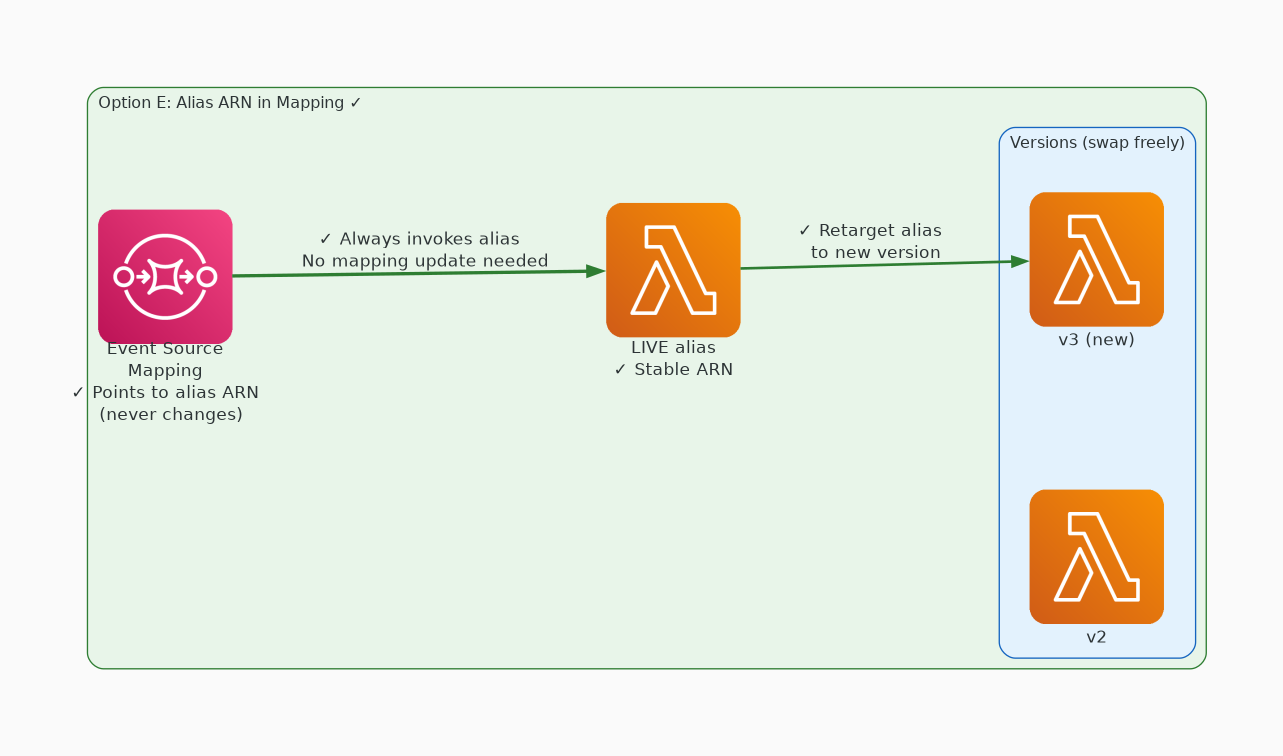 Option E: Alias ARN in Mapping ✓
Versions (swap freely)
✓ Always invokes alias
No mapping update needed
✓ Retarget alias
to new version
Event Source
Mapping
✓ Points to alias ARN
(never changes)
LIVE alias
✓ Stable ARN
v3 (new)
v2